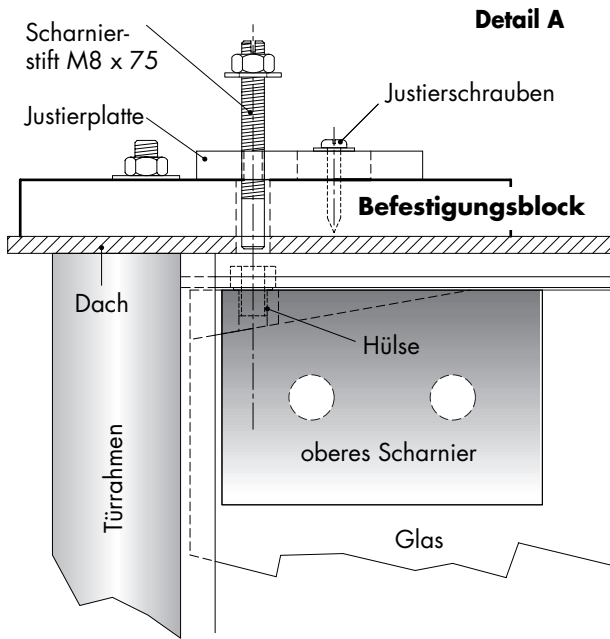 Detail A
Scharnier-
stift M8 x 75
Justierplatte
Justierschrauben
Befestigungsblock
Dach
Hülse
oberes Scharnier
Türrahmen
Glas